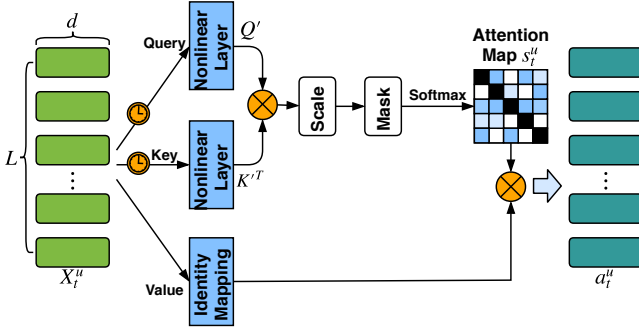 d
L
⋮
X_t^u
Query
Key
Value
Nonlinear
Layer
Q′
Nonlinear
Layer
K′^T
Identity
Mapping
Scale
Mask
Softmax
Attention
Map s_t^u
⋮
a_t^u